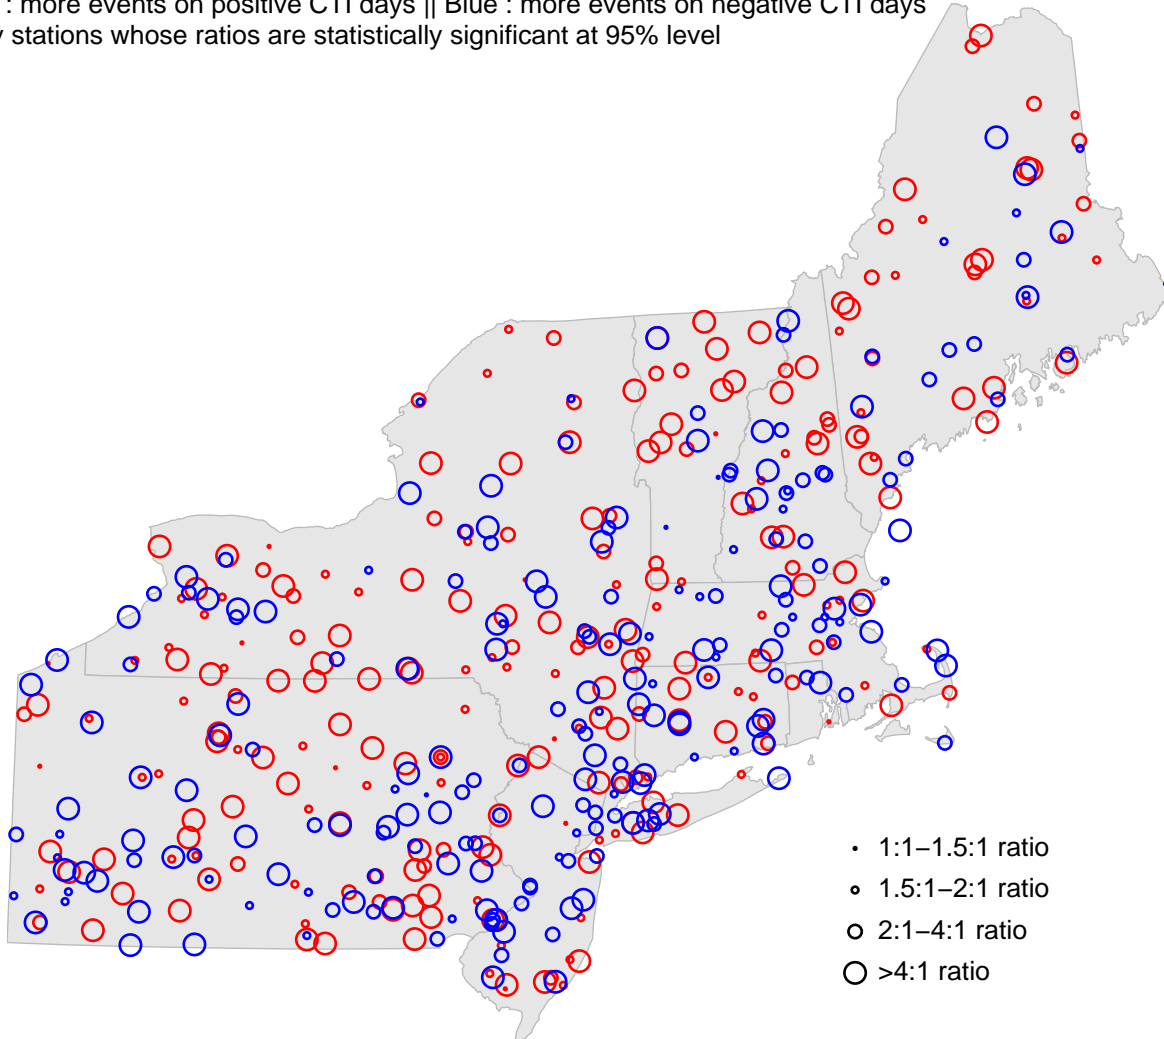 : more events on positive CTI days || Blue : more events on negative CTI days
stations whose ratios are statistically significant at 95% level
1:1−1.5:1 ratio
1.5:1−2:1 ratio
2:1−4:1 ratio
>4:1 ratio